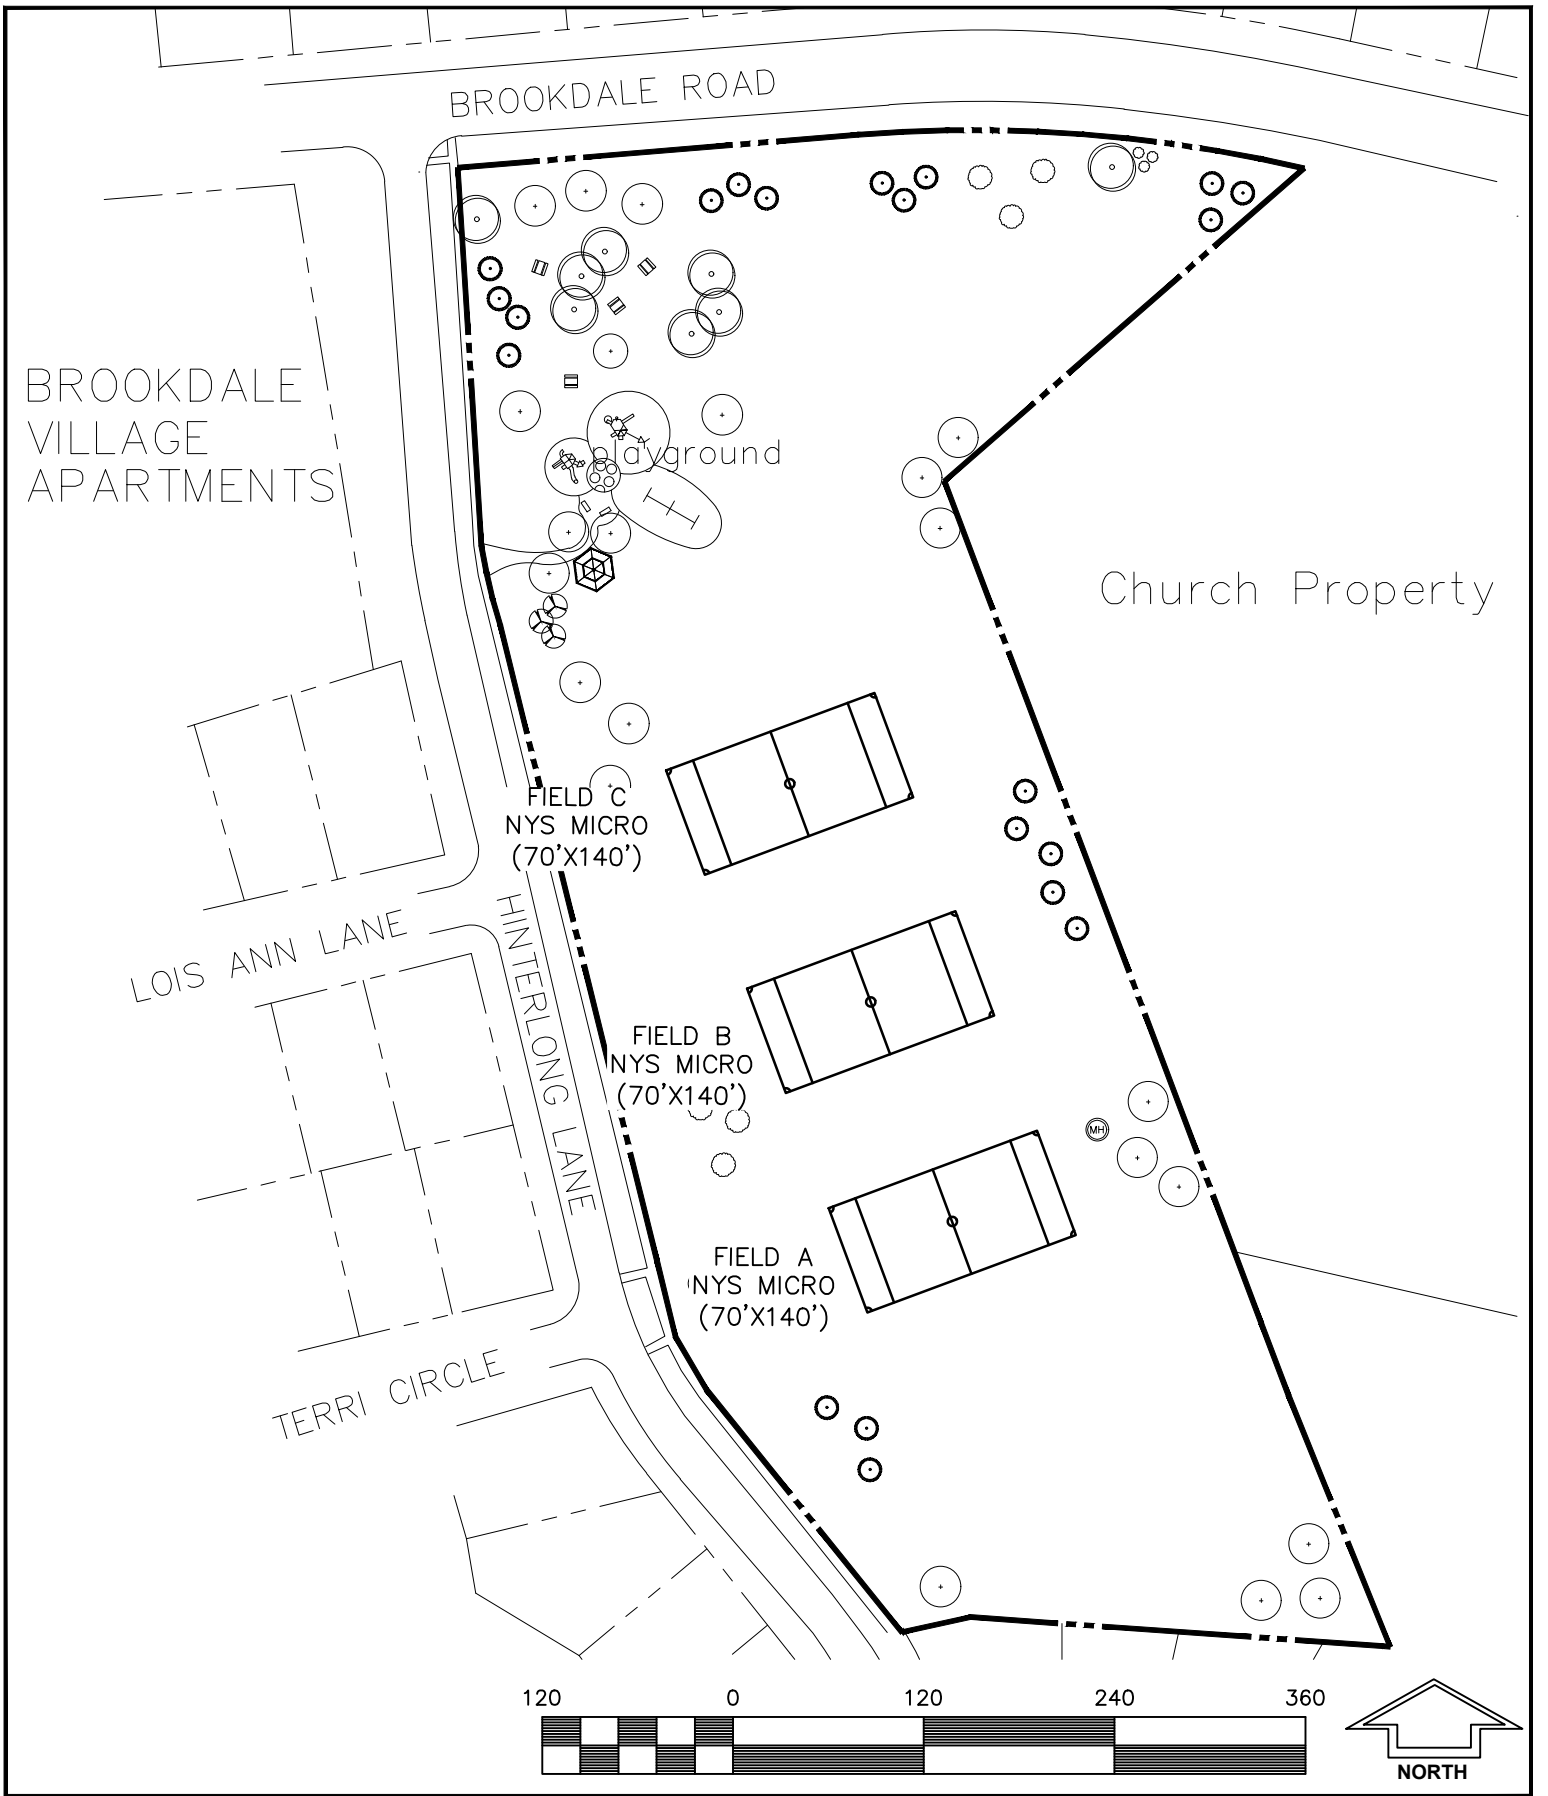 BROOKDALE ROAD
BROOKDALE
VILLAGE
APARTMENTS
playground
Church Property
FIELD C
NYS MICRO
(70'X140')
LOIS ANN LANE
HINTERLONG LANE
FIELD B
NYS MICRO
(70'X140')
MH
FIELD A
NYS MICRO
(70'X140')
TERRI CIRCLE
120 0 120 240 360
NORTH